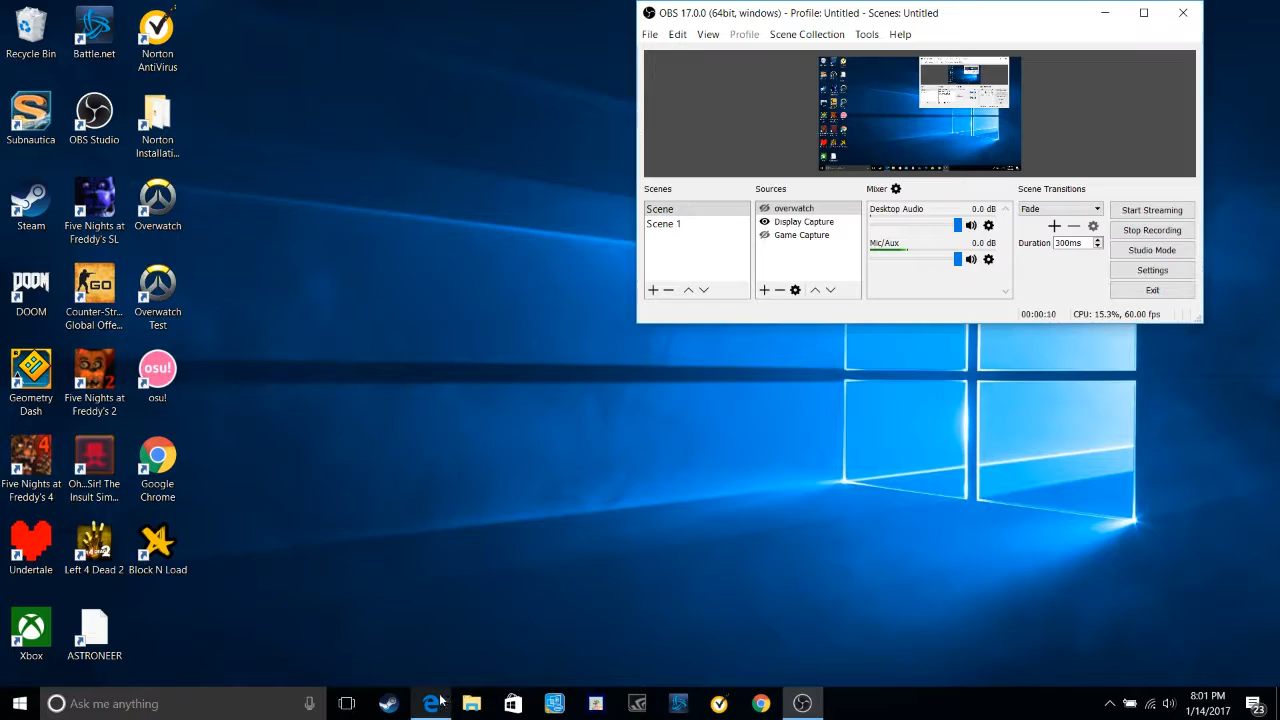 Recycle Bin
Battle.net
Norton
AntiVirus
Subnautica
OBS Studio
Norton
Installati...
Steam
Five Nights at
Freddy's SL
Overwatch
DOOM
DOOM
GO
Counter-Str...
Global Offe...
Overwatch
Test
Geometry
Dash
2
Five Nights at
Freddy's 2
osu!
osu!
4
Five Nights at
Freddy's 4
Oh...Sir! The
Insult Sim...
Google
Chrome
Undertale
2
Left 4 Dead 2
Block N Load
Xbox
ASTRONEER
OBS 17.0.0 (64bit, windows) - Profile: Untitled - Scenes: Untitled
File Edit View Profile Scene Collection Tools Help
Scenes
Scene
Scene 1
Sources
overwatch
Display Capture
Game Capture
Mixer
Desktop Audio 0.0 dB
Mic/Aux 0.0 dB
Scene Transitions
Fade
Duration 300ms
Start Streaming
Stop Recording
Studio Mode
Settings
Exit
00:00:10 CPU: 15.3%, 60.00 fps
Ask me anything
8:01 PM
1/14/2017
23